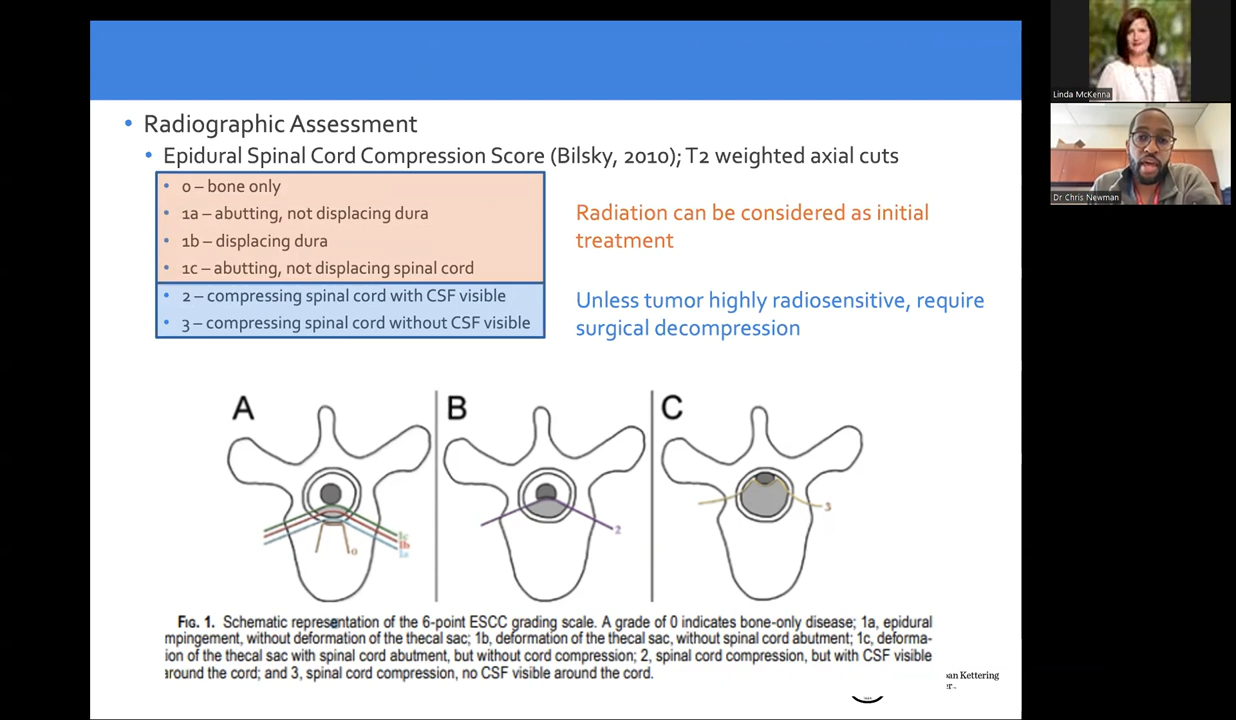 Radiographic Assessment
Epidural Spinal Cord Compression Score (Bilsky, 2010); T2 weighted axial cuts
0 – bone only
1a – abutting, not displacing dura
1b – displacing dura
1c – abutting, not displacing spinal cord
2 – compressing spinal cord with CSF visible
3 – compressing spinal cord without CSF visible
Radiation can be considered as initial
treatment
Unless tumor highly radiosensitive, require
surgical decompression
A
B
C
1c
1b
1a
0
2
3
FIG. 1. Schematic representation of the 6-point ESCC grading scale. A grade of 0 indicates bone-only disease; 1a, epidural
mpingement, without deformation of the thecal sac; 1b, deformation of the thecal sac, without spinal cord abutment; 1c, deforma-
ion of the thecal sac with spinal cord abutment, but without cord compression; 2, spinal cord compression, but with CSF visible
around the cord; and 3, spinal cord compression, no CSF visible around the cord.
an Kettering
er
Linda McKenna
Dr Chris Newman